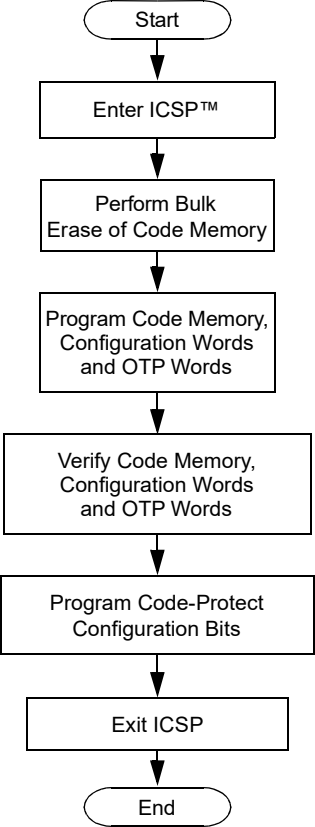 Start
Enter ICSP™
Perform Bulk
Erase of Code Memory
Program Code Memory,
Configuration Words
and OTP Words
Verify Code Memory,
Configuration Words
and OTP Words
Program Code-Protect
Configuration Bits
Exit ICSP
End